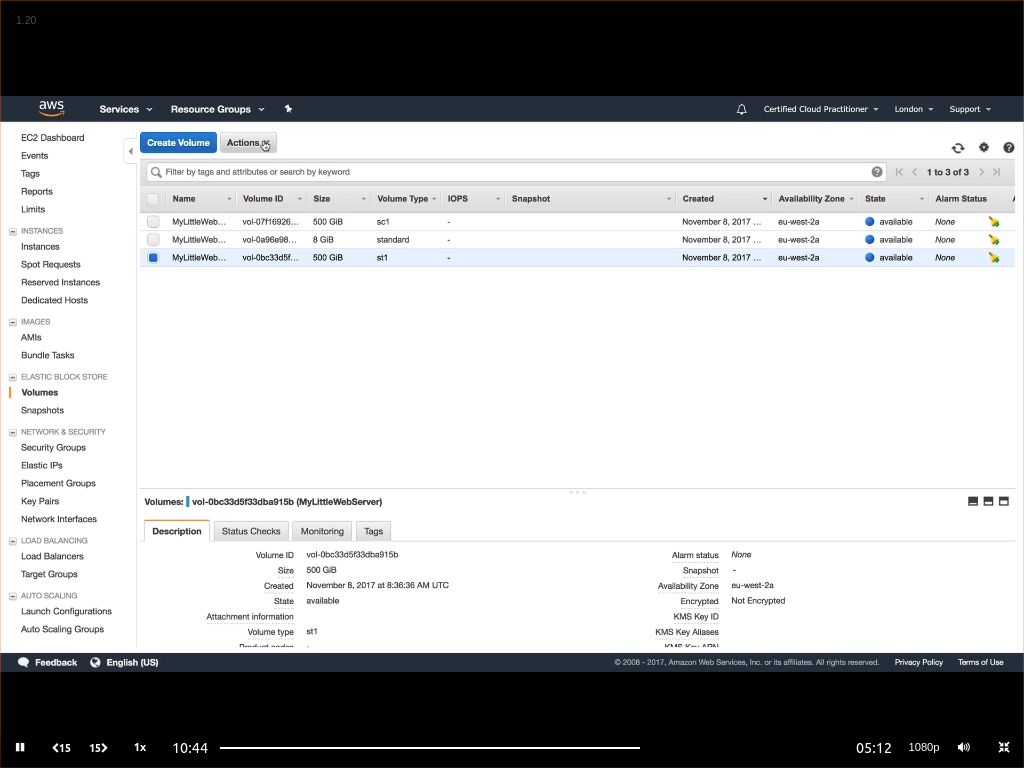 1.20
aws Services Resource Groups Certified Cloud Practitioner London Support
EC2 Dashboard
Events
Tags
Reports
Limits
INSTANCES
Instances
Spot Requests
Reserved Instances
Dedicated Hosts
IMAGES
AMIs
Bundle Tasks
ELASTIC BLOCK STORE
Volumes
Snapshots
NETWORK & SECURITY
Security Groups
Elastic IPs
Placement Groups
Key Pairs
Network Interfaces
LOAD BALANCING
Load Balancers
Target Groups
AUTO SCALING
Launch Configurations
Auto Scaling Groups
Create Volume Actions
Filter by tags and attributes or search by keyword 1 to 3 of 3
Name Volume ID Size Volume Type IOPS Snapshot Created Availability Zone State Alarm Status
MyLittleWeb... vol-07f16926... 500 GiB sc1 - November 8, 2017 ... eu-west-2a available None
MyLittleWeb... vol-0a96e98... 8 GiB standard - November 8, 2017 ... eu-west-2a available None
MyLittleWeb... vol-0bc33d5f... 500 GiB st1 - November 8, 2017 ... eu-west-2a available None
Volumes: vol-0bc33d5f33dba915b (MyLittleWebServer)
Description Status Checks Monitoring Tags
Volume ID vol-0bc33d5f33dba915b Alarm status None
Size 500 GiB Snapshot -
Created November 8, 2017 at 8:36:36 AM UTC Availability Zone eu-west-2a
State available Encrypted Not Encrypted
Attachment information KMS Key ID
Volume type st1 KMS Key Aliases
Product codes - KMS Key ARN
Feedback English (US) © 2008 - 2017, Amazon Web Services, Inc. or its affiliates. All rights reserved. Privacy Policy Terms of Use
15 15 1x 10:44 05:12 1080p